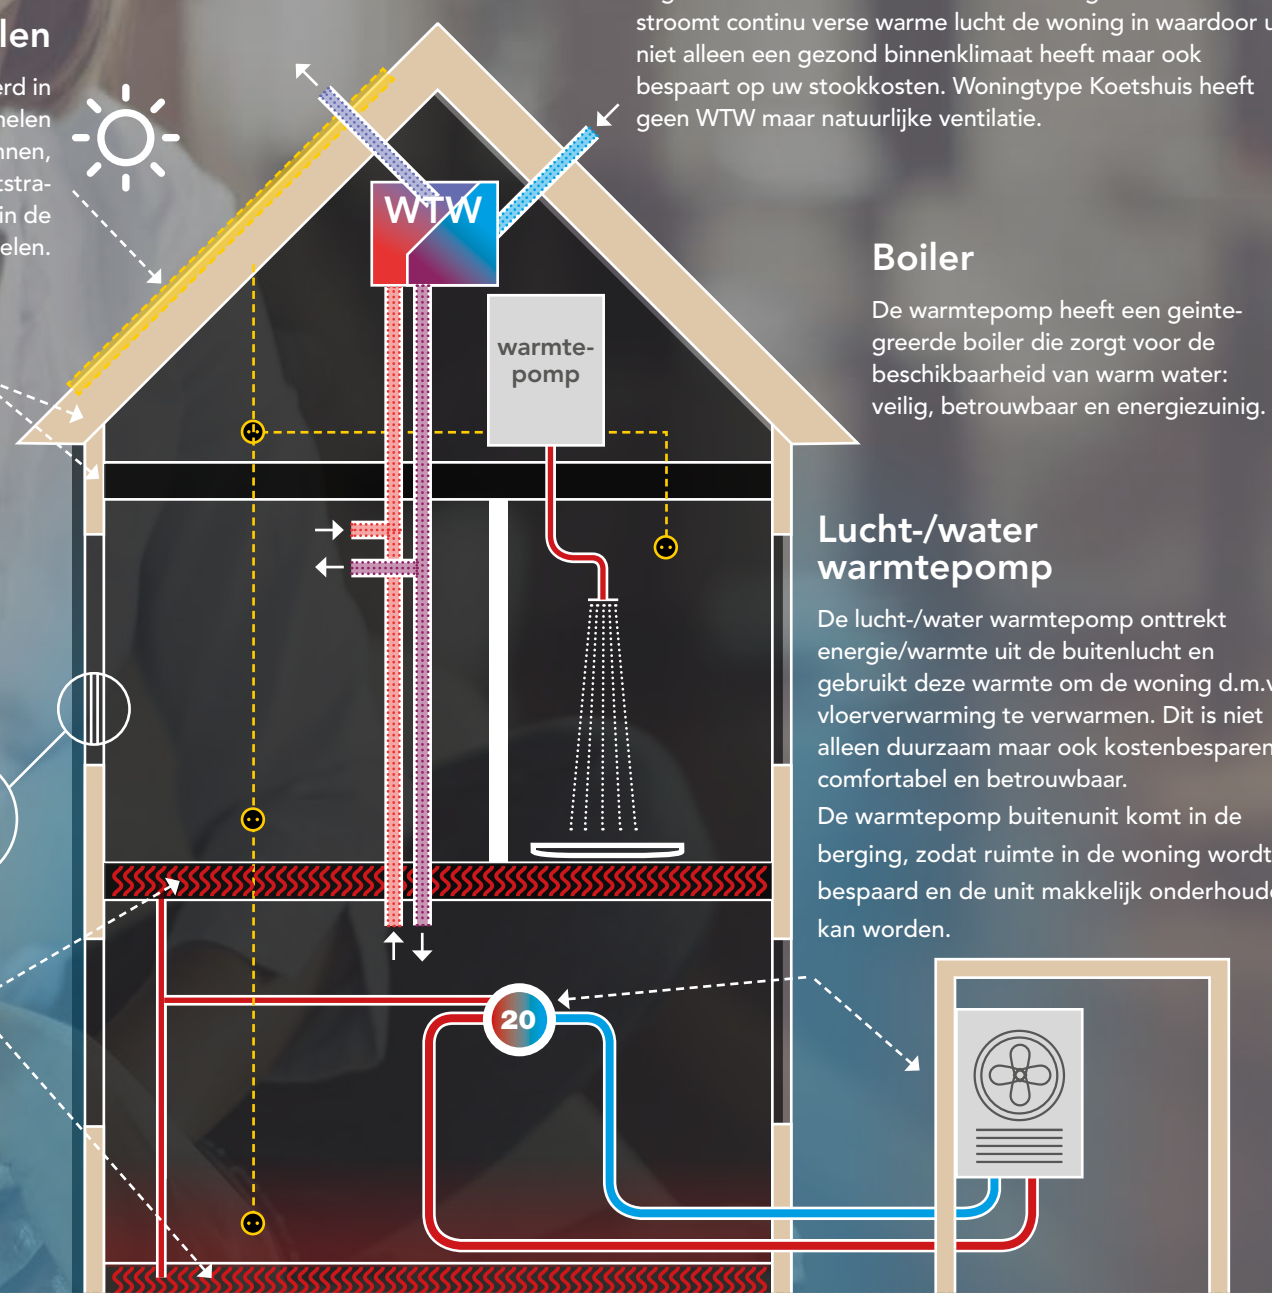 len
erd in
nelen
nnen,
tstra-
in de
elen.
stroomt continu verse warme lucht de woning in waardoor u
niet alleen een gezond binnenklimaat heeft maar ook
bespaart op uw stookkosten. Woningtype Koetshuis heeft
geen WTW maar natuurlijke ventilatie.
WTW
warmte-
pomp
Boiler
De warmtepomp heeft een geinte-
greerde boiler die zorgt voor de
beschikbaarheid van warm water:
veilig, betrouwbaar en energiezuinig.
Lucht-/water
warmtepomp
De lucht-/water warmtepomp onttrekt
energie/warmte uit de buitenlucht en
gebruikt deze warmte om de woning d.m.v
vloerverwarming te verwarmen. Dit is niet
alleen duurzaam maar ook kostenbesparen
comfortabel en betrouwbaar.
De warmtepomp buitenunit komt in de
berging, zodat ruimte in de woning wordt
bespaard en de unit makkelijk onderhoude
kan worden.
20